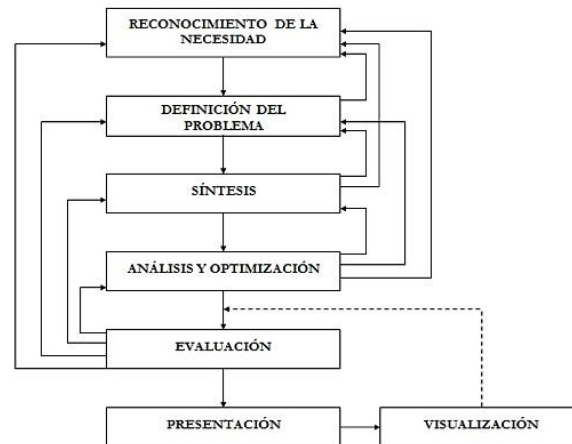 RECONOCIMIENTO DE LA
NECESIDAD
DEFINICIÓN DEL
PROBLEMA
SÍNTESIS
ANÁLISIS Y OPTIMIZACIÓN
EVALUACIÓN
PRESENTACIÓN
VISUALIZACIÓN